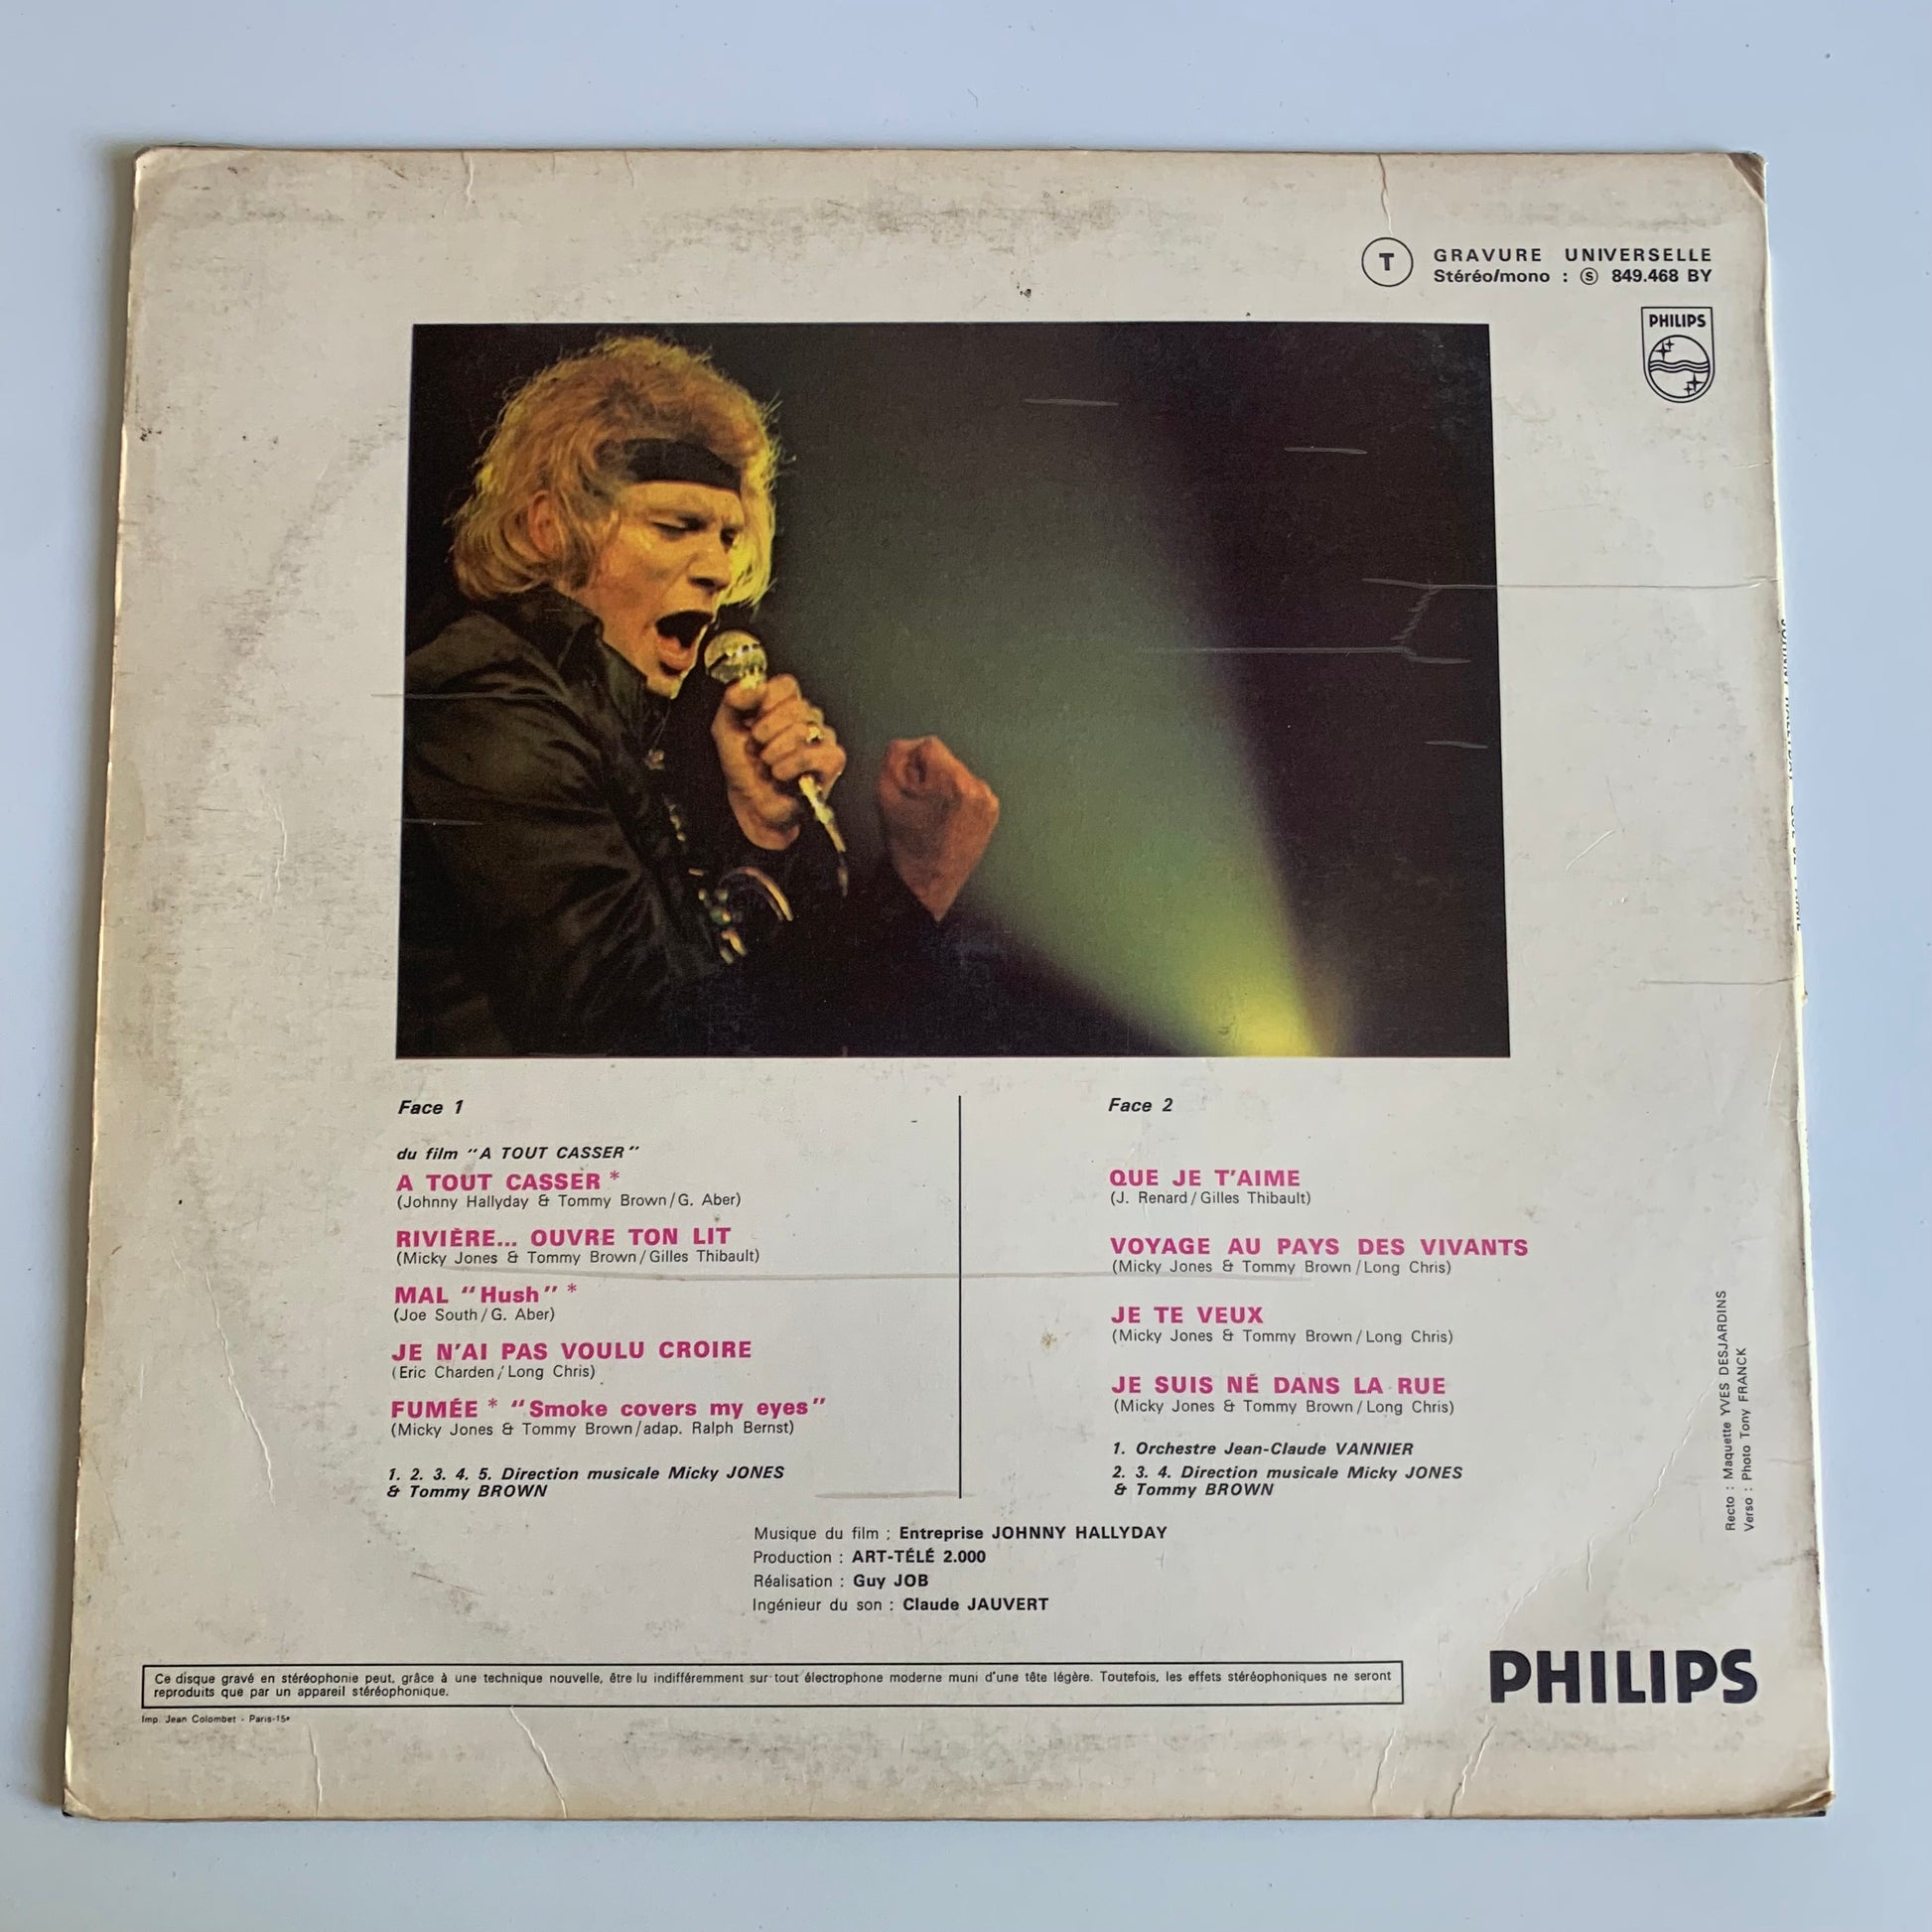 T
GRAVURE UNIVERSELLE
Stéréo/mono : Ⓢ 849.468 BY
PHILIPS
Face 1
du film "A TOUT CASSER"
A TOUT CASSER *
(Johnny Hallyday & Tommy Brown/G. Aber)
RIVIÈRE... OUVRE TON LIT
(Micky Jones & Tommy Brown/Gilles Thibault)
MAL "Hush" *
(Joe South/G. Aber)
JE N'AI PAS VOULU CROIRE
(Eric Charden/Long Chris)
FUMÉE * "Smoke covers my eyes"
(Micky Jones & Tommy Brown/adap. Ralph Bernst)
1. 2. 3. 4. 5. Direction musicale Micky JONES
& Tommy BROWN
Face 2
QUE JE T'AIME
(J. Renard/Gilles Thibault)
VOYAGE AU PAYS DES VIVANTS
(Micky Jones & Tommy Brown/Long Chris)
JE TE VEUX
(Micky Jones & Tommy Brown/Long Chris)
JE SUIS NÉ DANS LA RUE
(Micky Jones & Tommy Brown/Long Chris)
1. Orchestre Jean-Claude VANNIER
2. 3. 4. Direction musicale Micky JONES
& Tommy BROWN
Musique du film : Entreprise JOHNNY HALLYDAY
Production : ART-TÉLÉ 2.000
Réalisation : Guy JOB
Ingénieur du son : Claude JAUVERT
Recto : Maquette YVES DESJARDINS
Verso : Photo Tony FRANCK
Ce disque gravé en stéréophonie peut, grâce à une technique nouvelle, être lu indifféremment sur tout électrophone moderne muni d'une tête légère. Toutefois, les effets stéréophoniques ne seront
reproduits que par un appareil stéréophonique.
Imp. Jean Colombet - Paris-15e
PHILIPS